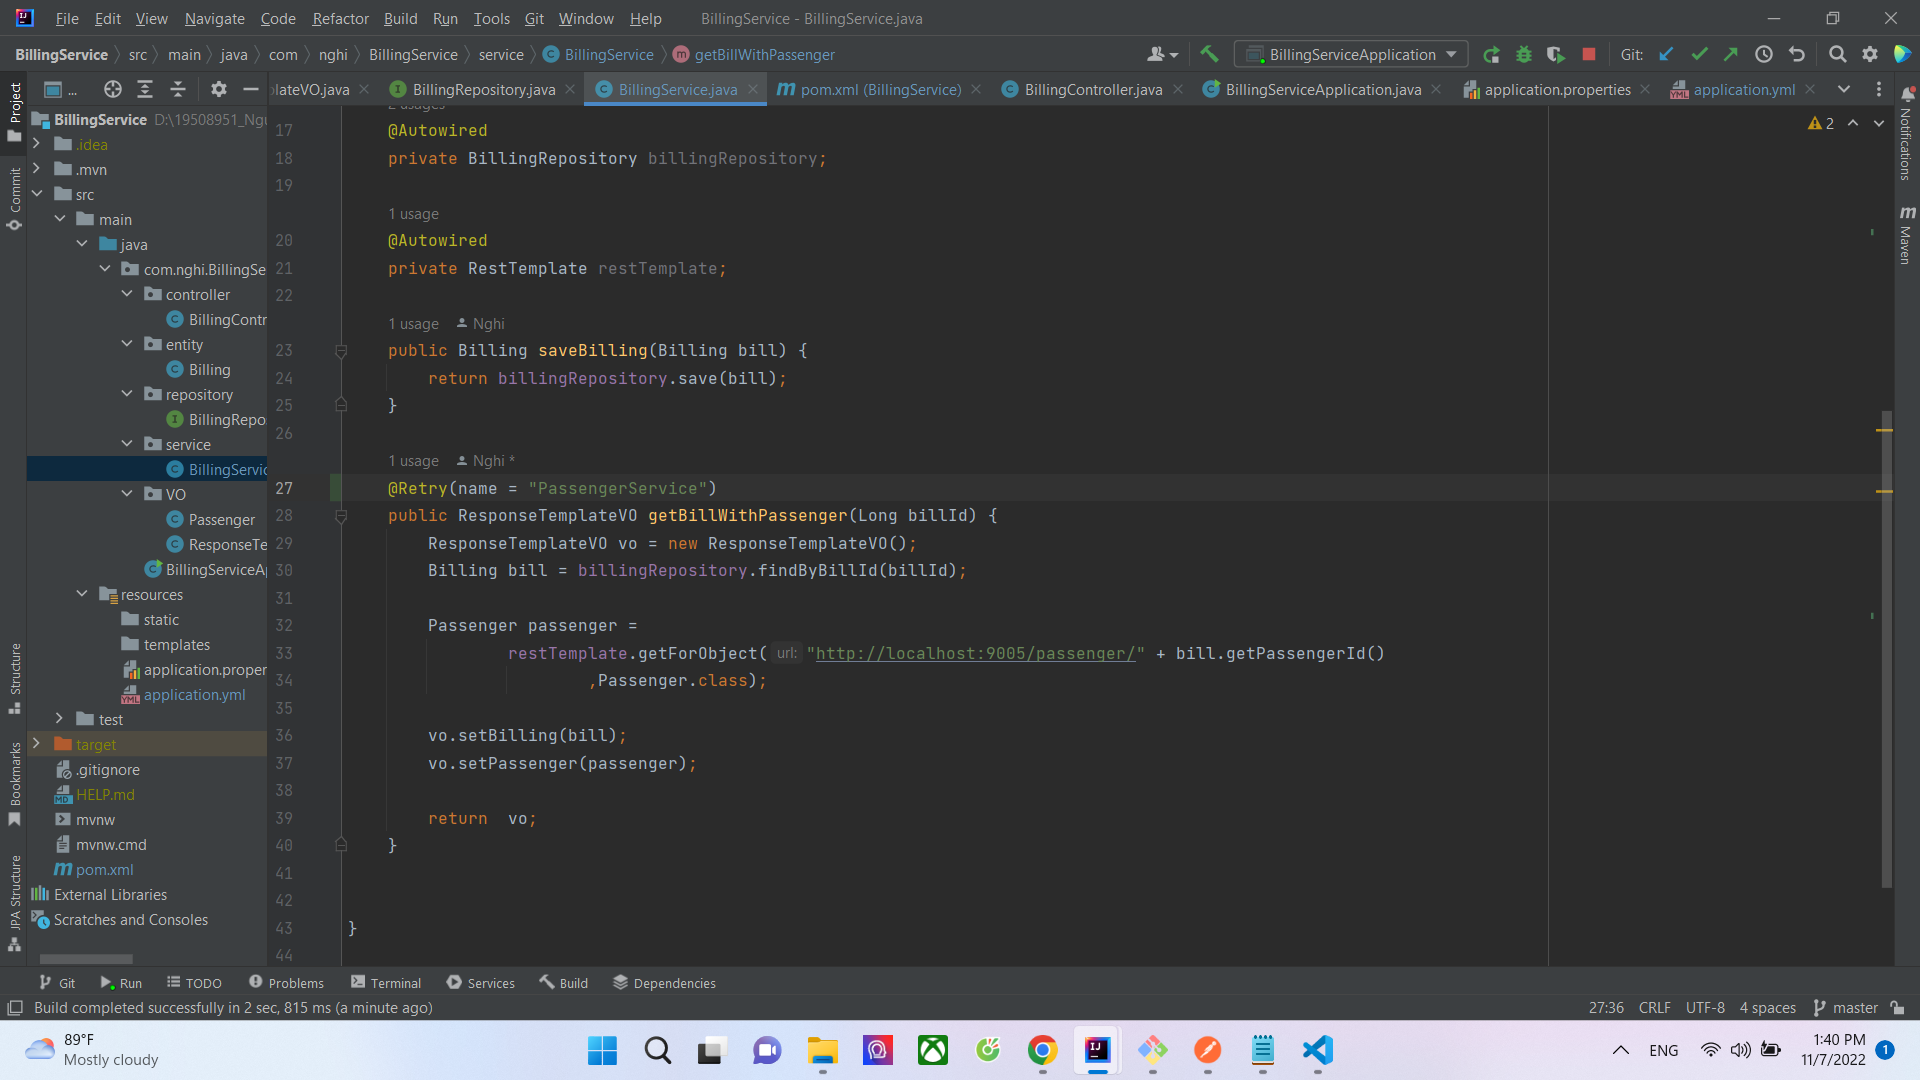 File Edit View Navigate Code Refactor Build Run Tools Git Window Help BillingService - BillingService.java
BillingService src main java com nghi BillingService service BillingService getBillWithPassenger BillingServiceApplication Git:
Project ... lateVO.java BillingRepository.java BillingService.java pom.xml (BillingService) BillingController.java BillingServiceApplication.java application.properties application.yml
BillingService D:\19508951_Ngu
.idea
.mvn
src
main
java
com.nghi.BillingSe
controller
BillingContr
entity
Billing
repository
BillingRepo
service
BillingServic
VO
Passenger
ResponseTe
BillingServiceAp
resources
static
templates
application.proper
application.yml
test
target
.gitignore
HELP.md
mvnw
mvnw.cmd
pom.xml
External Libraries
Scratches and Consoles
Commit
Structure
Bookmarks
JPA Structure
2 usages
17 @Autowired
18 private BillingRepository billingRepository;
19
1 usage
20 @Autowired
21 private RestTemplate restTemplate;
22
1 usage Nghi
23 public Billing saveBilling(Billing bill) {
24 return billingRepository.save(bill);
25 }
26
1 usage Nghi *
27 @Retry(name = "PassengerService")
28 public ResponseTemplateVO getBillWithPassenger(Long billId) {
29 ResponseTemplateVO vo = new ResponseTemplateVO();
30 Billing bill = billingRepository.findByBillId(billId);
31
32 Passenger passenger =
33 restTemplate.getForObject( url: "http://localhost:9005/passenger/" + bill.getPassengerId()
34 ,Passenger.class);
35
36 vo.setBilling(bill);
37 vo.setPassenger(passenger);
38
39 return vo;
40 }
41
42
43 }
44
2
Notifications
Maven
Git Run TODO Problems Terminal Services Build Dependencies
Build completed successfully in 2 sec, 815 ms (a minute ago) 27:36 CRLF UTF-8 4 spaces master
89°F
Mostly cloudy
ENG
1:40 PM
11/7/2022
1